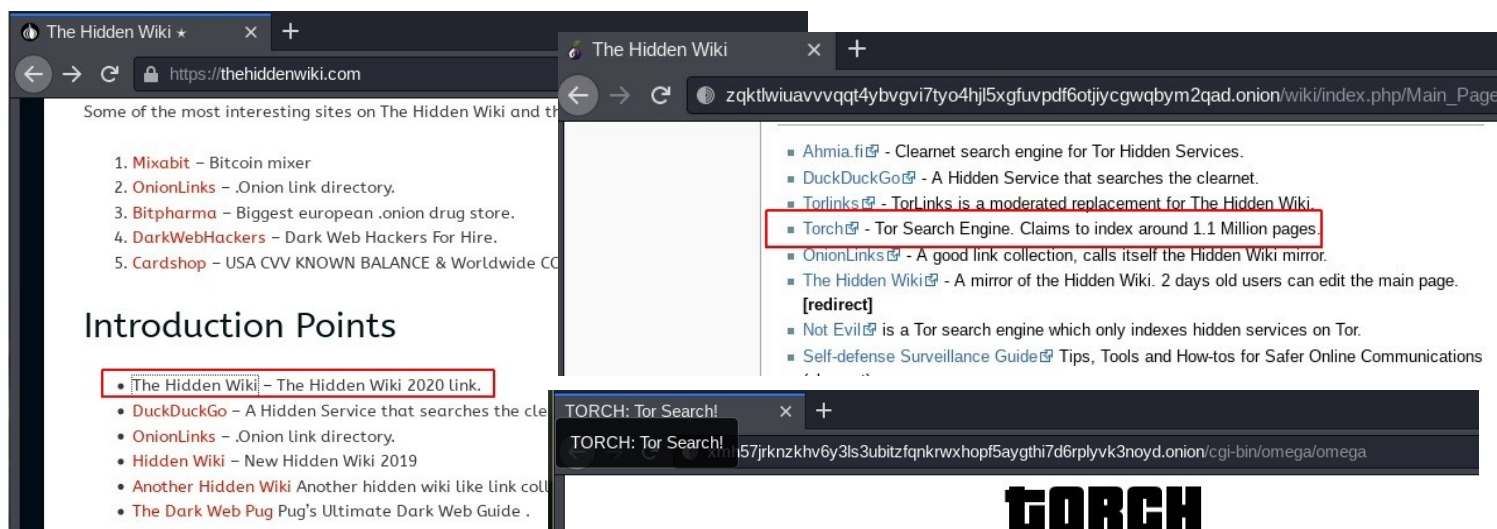 The Hidden Wiki ⋆
https://thehiddenwiki.com
Some of the most interesting sites on The Hidden Wiki and th
1. Mixabit – Bitcoin mixer
2. OnionLinks – .Onion link directory.
3. Bitpharma – Biggest european .onion drug store.
4. DarkWebHackers – Dark Web Hackers For Hire.
5. Cardshop – USA CVV KNOWN BALANCE & Worldwide CC
Introduction Points
• The Hidden Wiki – The Hidden Wiki 2020 link.
• DuckDuckGo – A Hidden Service that searches the cle
• OnionLinks – .Onion link directory.
• Hidden Wiki – New Hidden Wiki 2019
• Another Hidden Wiki Another hidden wiki like link coll
• The Dark Web Pug Pug's Ultimate Dark Web Guide .
The Hidden Wiki
zqktlwiuavvvqqt4ybvgvi7tyo4hjl5xgfuvpdf6otjiycgwqbym2qad.onion/wiki/index.php/Main_Page
Ahmia.fi - Clearnet search engine for Tor Hidden Services.
DuckDuckGo - A Hidden Service that searches the clearnet.
Torlinks - TorLinks is a moderated replacement for The Hidden Wiki.
Torch - Tor Search Engine. Claims to index around 1.1 Million pages.
OnionLinks - A good link collection, calls itself the Hidden Wiki mirror.
The Hidden Wiki - A mirror of the Hidden Wiki. 2 days old users can edit the main page.
[redirect]
Not Evil is a Tor search engine which only indexes hidden services on Tor.
Self-defense Surveillance Guide Tips, Tools and How-tos for Safer Online Communications
TORCH: Tor Search!
TORCH: Tor Search!
h57jrknzkhv6y3ls3ubitzfqnkrwxhopf5aygthi7d6rplyvk3noyd.onion/cgi-bin/omega/omega
TORCH